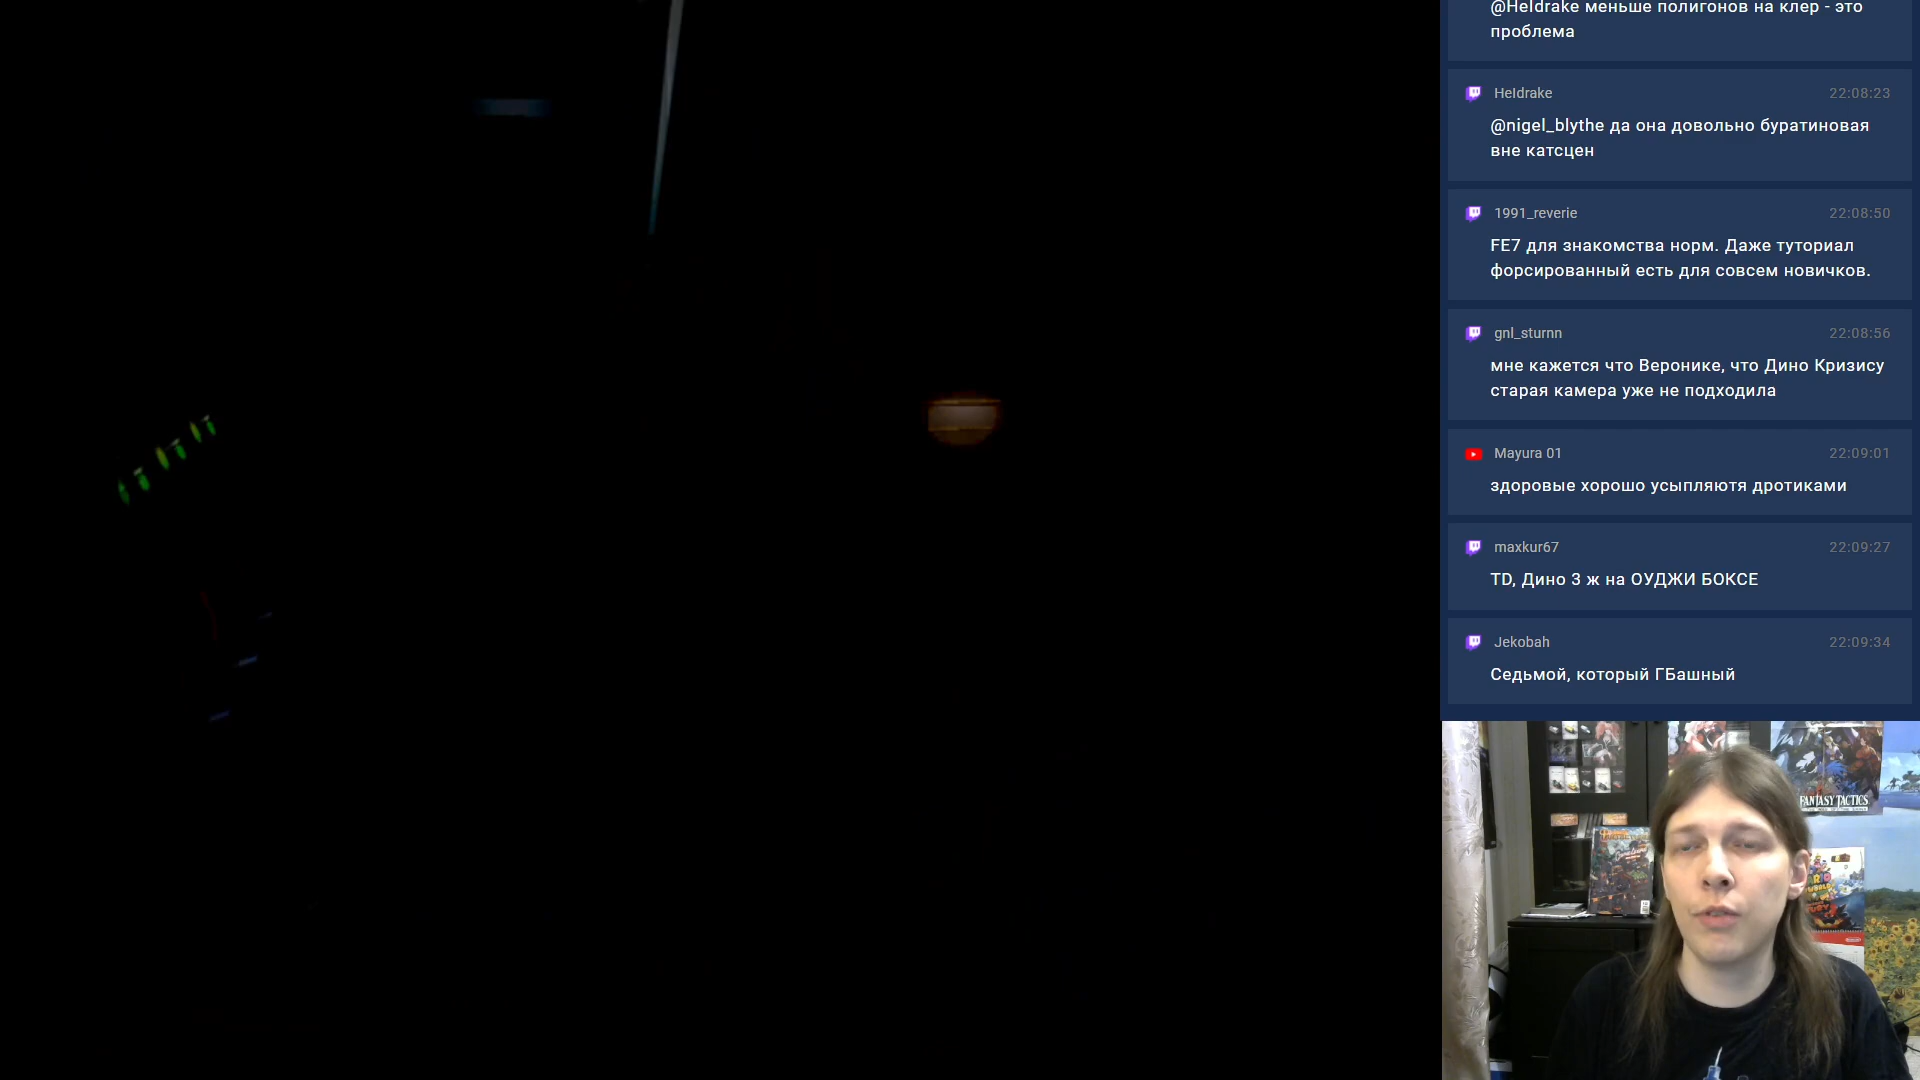 @Heldrake меньше полигонов на клер - это
проблема
Heldrake
22:08:23
@nigel_blythe да она довольно буратиновая
вне катсцен
1991_reverie
22:08:50
FE7 для знакомства норм. Даже туториал
форсированный есть для совсем новичков.
gnl_sturnn
22:08:56
мне кажется что Веронике, что Дино Кризису
старая камера уже не подходила
Mayura 01
22:09:01
здоровые хорошо усыпляютя дротиками
maxkur67
22:09:27
TD, Дино 3 ж на ОУДЖИ БОКСЕ
Jekobah
22:09:34
Седьмой, который ГБашный
FANTASY TACTICS